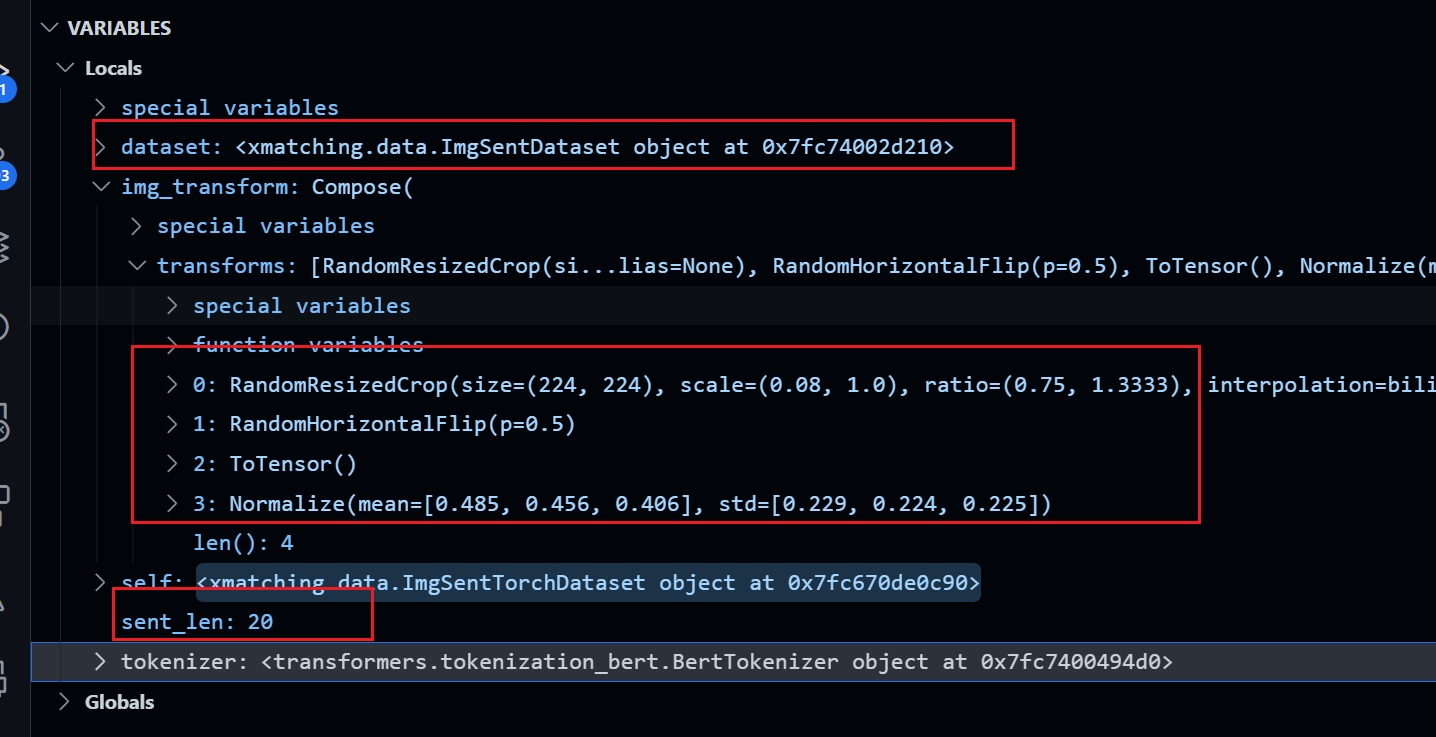 VARIABLES
Locals
special variables
dataset: <xmatching.data.ImgSentDataset object at 0x7fc74002d210>
img_transform: Compose(
special variables
transforms: [RandomResizedCrop(si...lias=None), RandomHorizontalFlip(p=0.5), ToTensor(), Normalize(m
special variables
function variables
0: RandomResizedCrop(size=(224, 224), scale=(0.08, 1.0), ratio=(0.75, 1.3333), interpolation=bili
1: RandomHorizontalFlip(p=0.5)
2: ToTensor()
3: Normalize(mean=[0.485, 0.456, 0.406], std=[0.229, 0.224, 0.225])
len(): 4
self: <xmatching.data.ImgSentTorchDataset object at 0x7fc670de0c90>
sent_len: 20
tokenizer: <transformers.tokenization_bert.BertTokenizer object at 0x7fc7400494d0>
Globals
1
3